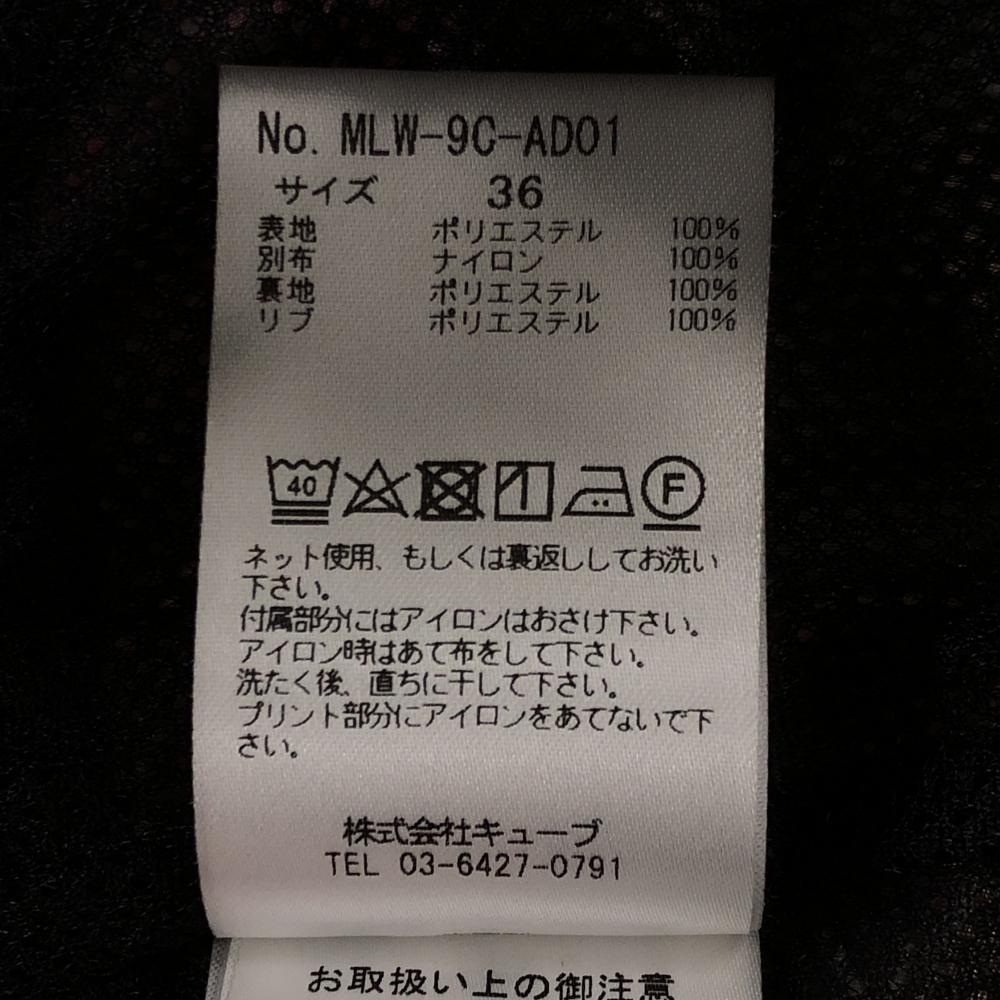 No. MLW-9C-AD01
サイズ 36
表地 ポリエステル 100%
別布 ナイロン 100%
裏地 ポリエステル 100%
リブ ポリエステル 100%
40 F
ネット使用、もしくは裏返ししてお洗い
下さい。
付属部分にはアイロンはおさけ下さい。
アイロン時はあて布をして下さい。
洗たく後、直ちに干して下さい。
プリント部分にアイロンをあてないで下
さい。
株式会社キューブ
TEL 03-6427-0791
お取扱い上の御注意